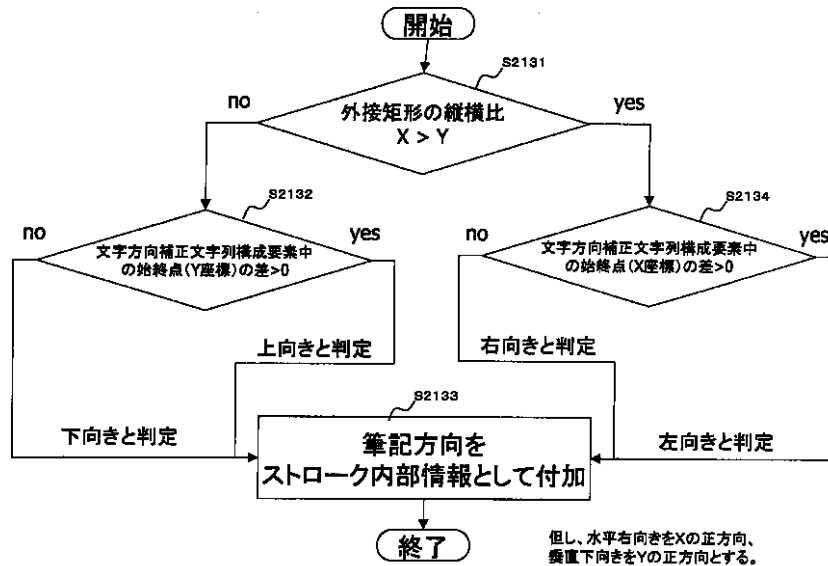 開始
S2131
外接矩形の縦横比
X > Y
no
yes
S2132
文字方向補正文字列構成要素中
の始終点(Y座標)の差>0
no
yes
S2134
文字方向補正文字列構成要素中
の始終点(X座標)の差>0
no
yes
上向きと判定
右向きと判定
下向きと判定
左向きと判定
S2133
筆記方向を
ストローク内部情報として付加
終了
但し、水平右向きをXの正方向、
垂直下向きをYの正方向とする。